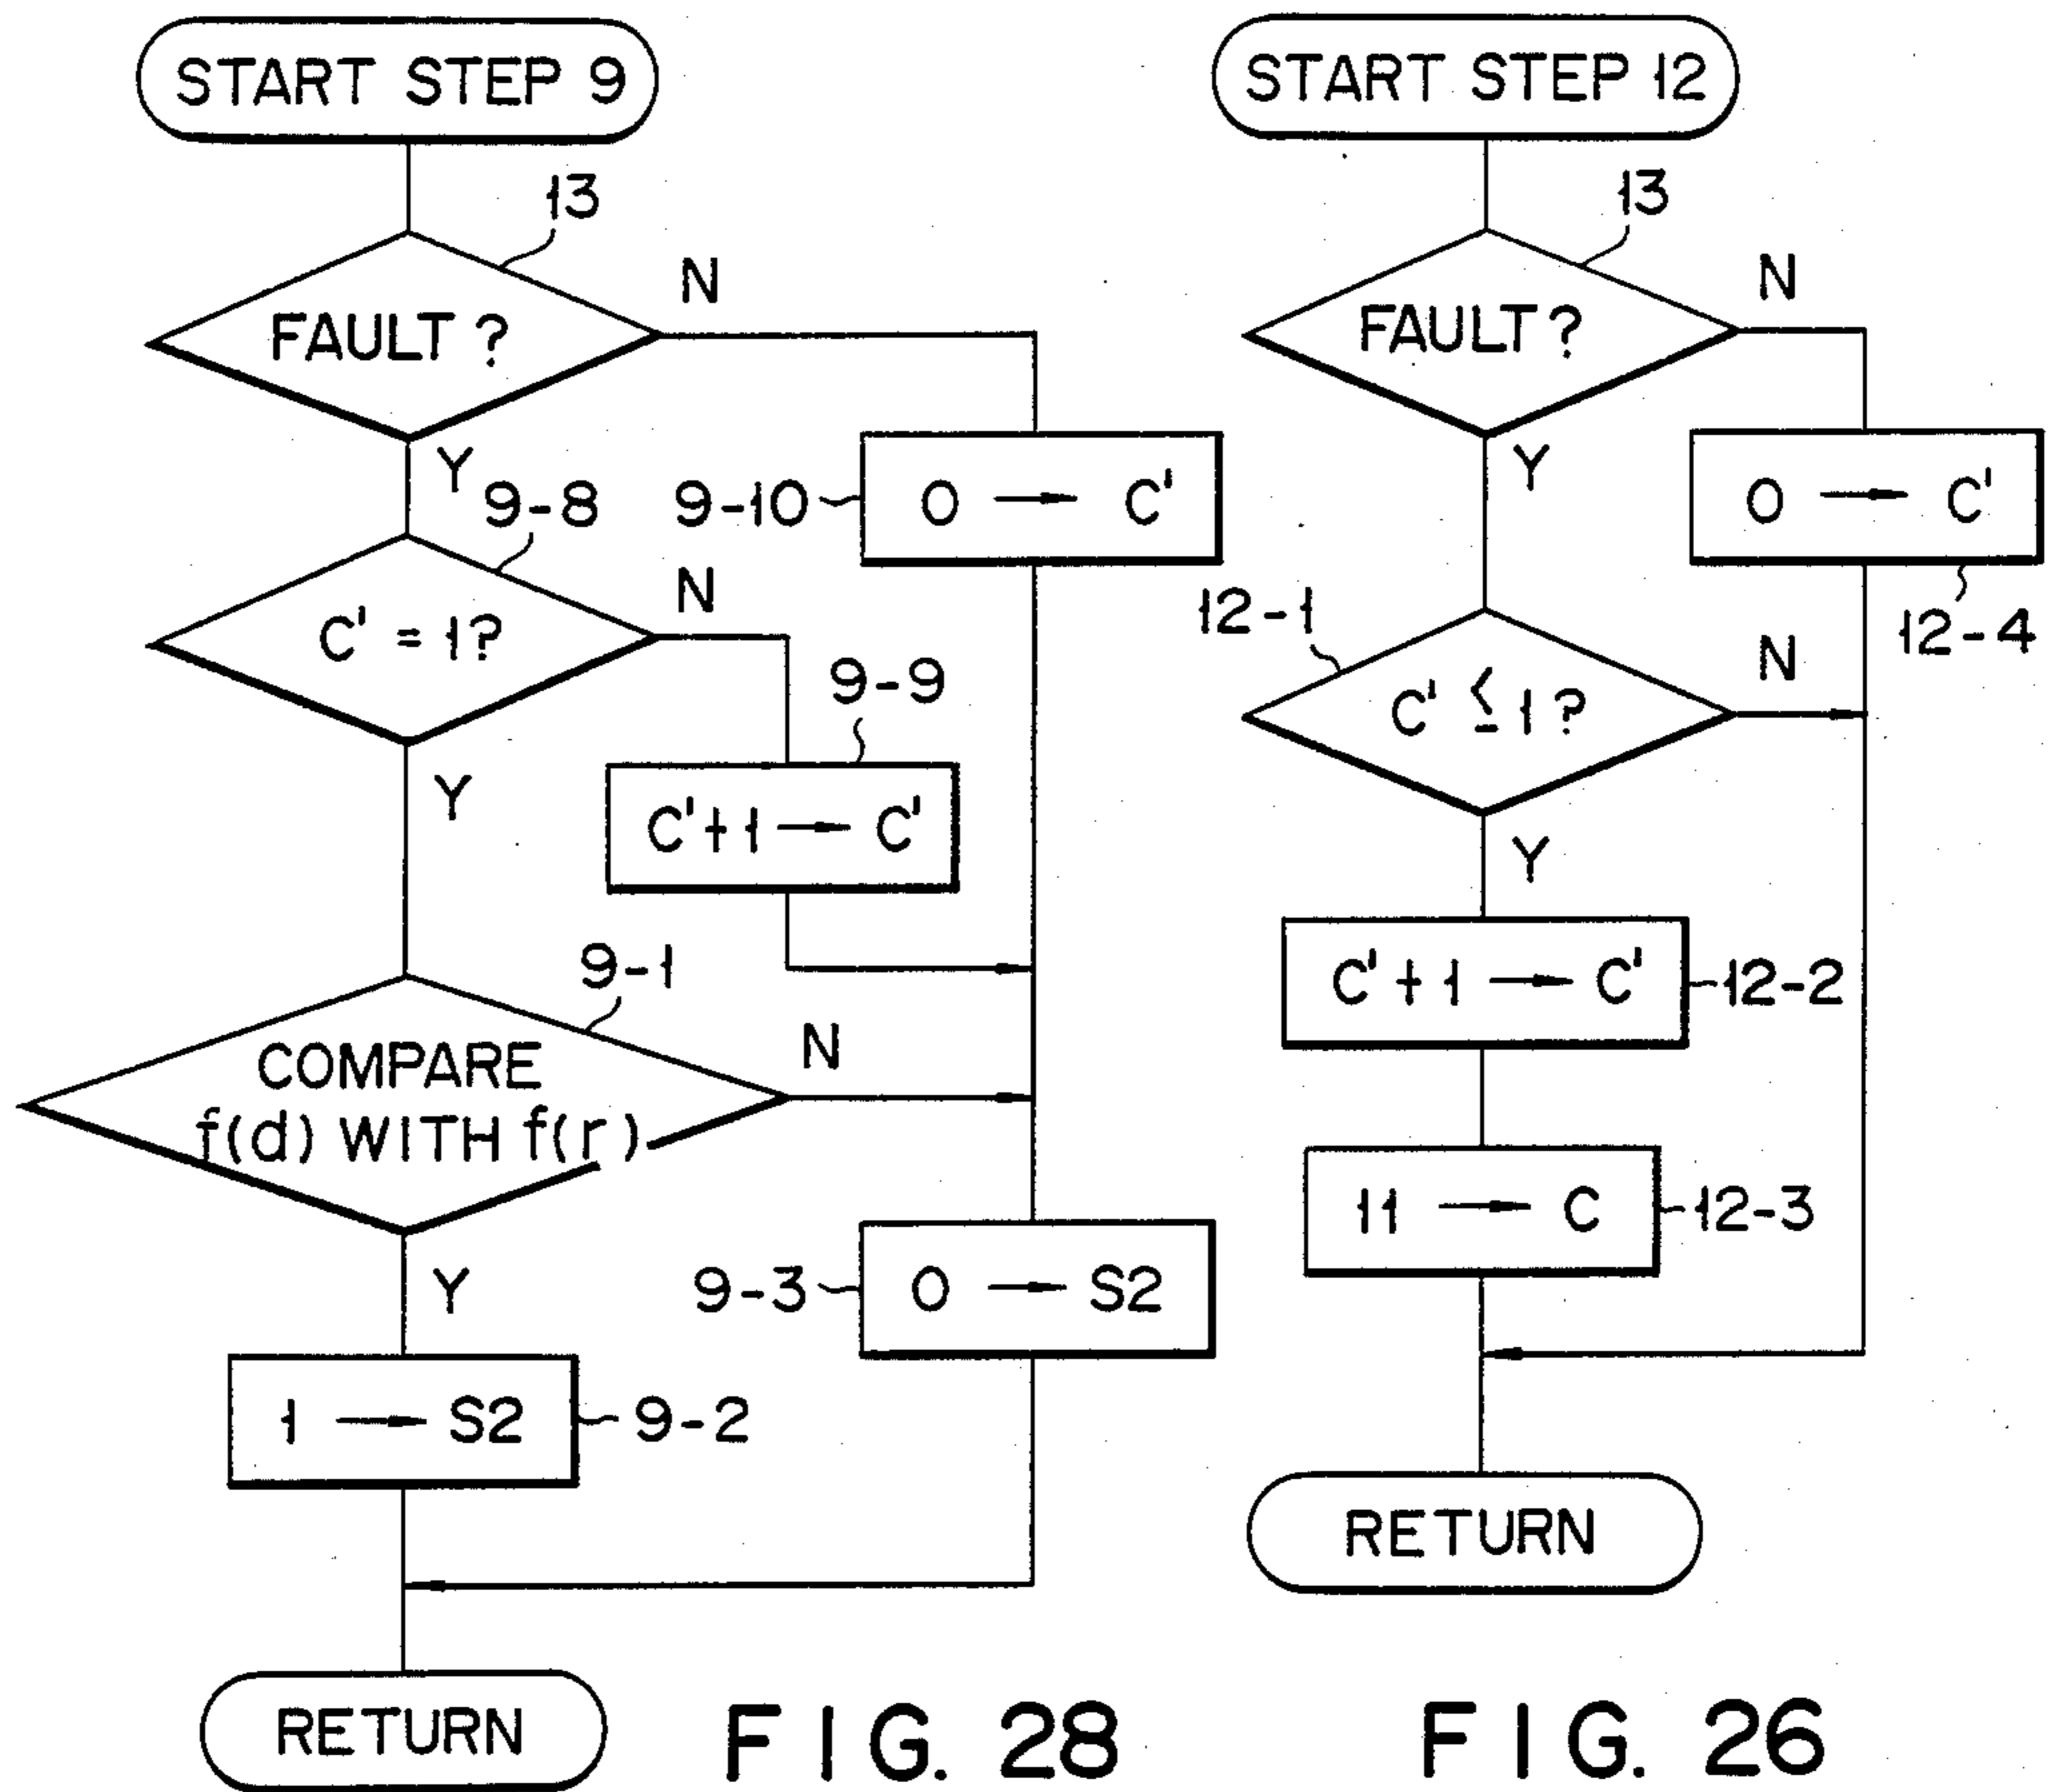 START STEP 9
13
FAULT ?
N
Y
9-8
9-10
0 → C'
C' = 1?
N
9-9
Y
C'+1 → C'
9-1
COMPARE
f(d) WITH f(r)
N
Y
9-3
0 → S2
1 → S2
9-2
RETURN
FIG. 28
START STEP 12
13
FAULT ?
N
Y
0 → C'
12-4
12-1
C' ≤ 1 ?
N
Y
C'+1 → C'
12-2
11 → C
12-3
RETURN
FIG. 26